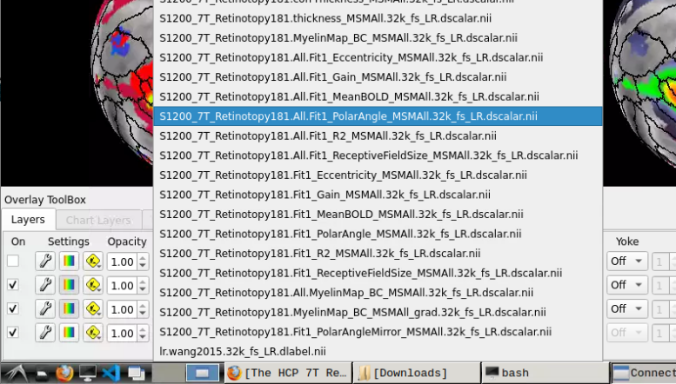 S1200_7T_Retinotopy181.corrThickness_MSMAll.32k_fs_LR.dscalar.nii
S1200_7T_Retinotopy181.thickness_MSMAll.32k_fs_LR.dscalar.nii
S1200_7T_Retinotopy181.MyelinMap_BC_MSMAll.32k_fs_LR.dscalar.nii
S1200_7T_Retinotopy181.All.Fit1_Eccentricity_MSMAll.32k_fs_LR.dscalar.nii
S1200_7T_Retinotopy181.All.Fit1_Gain_MSMAll.32k_fs_LR.dscalar.nii
S1200_7T_Retinotopy181.All.Fit1_MeanBOLD_MSMAll.32k_fs_LR.dscalar.nii
S1200_7T_Retinotopy181.All.Fit1_PolarAngle_MSMAll.32k_fs_LR.dscalar.nii
S1200_7T_Retinotopy181.All.Fit1_R2_MSMAll.32k_fs_LR.dscalar.nii
S1200_7T_Retinotopy181.All.Fit1_ReceptiveFieldSize_MSMAll.32k_fs_LR.dscalar.nii
S1200_7T_Retinotopy181.Fit1_Eccentricity_MSMAll.32k_fs_LR.dscalar.nii
S1200_7T_Retinotopy181.Fit1_Gain_MSMAll.32k_fs_LR.dscalar.nii
S1200_7T_Retinotopy181.Fit1_MeanBOLD_MSMAll.32k_fs_LR.dscalar.nii
S1200_7T_Retinotopy181.Fit1_PolarAngle_MSMAll.32k_fs_LR.dscalar.nii
S1200_7T_Retinotopy181.Fit1_R2_MSMAll.32k_fs_LR.dscalar.nii
S1200_7T_Retinotopy181.Fit1_ReceptiveFieldSize_MSMAll.32k_fs_LR.dscalar.nii
S1200_7T_Retinotopy181.All.MyelinMap_BC_MSMAll.32k_fs_LR.dscalar.nii
S1200_7T_Retinotopy181.MyelinMap_BC_MSMAll_grad.32k_fs_LR.dscalar.nii
S1200_7T_Retinotopy181.Fit1_PolarAngleMirror_MSMAll.32k_fs_LR.dscalar.nii
lr.wang2015.32k_fs_LR.dlabel.nii
Overlay ToolBox
Layers Chart Layers
On Settings Opacity Yoke
1.00 Off 1
1.00 Off 1
1.00 Off 1
1.00 Off 1
[The HCP 7T Re... [Downloads] bash Connect